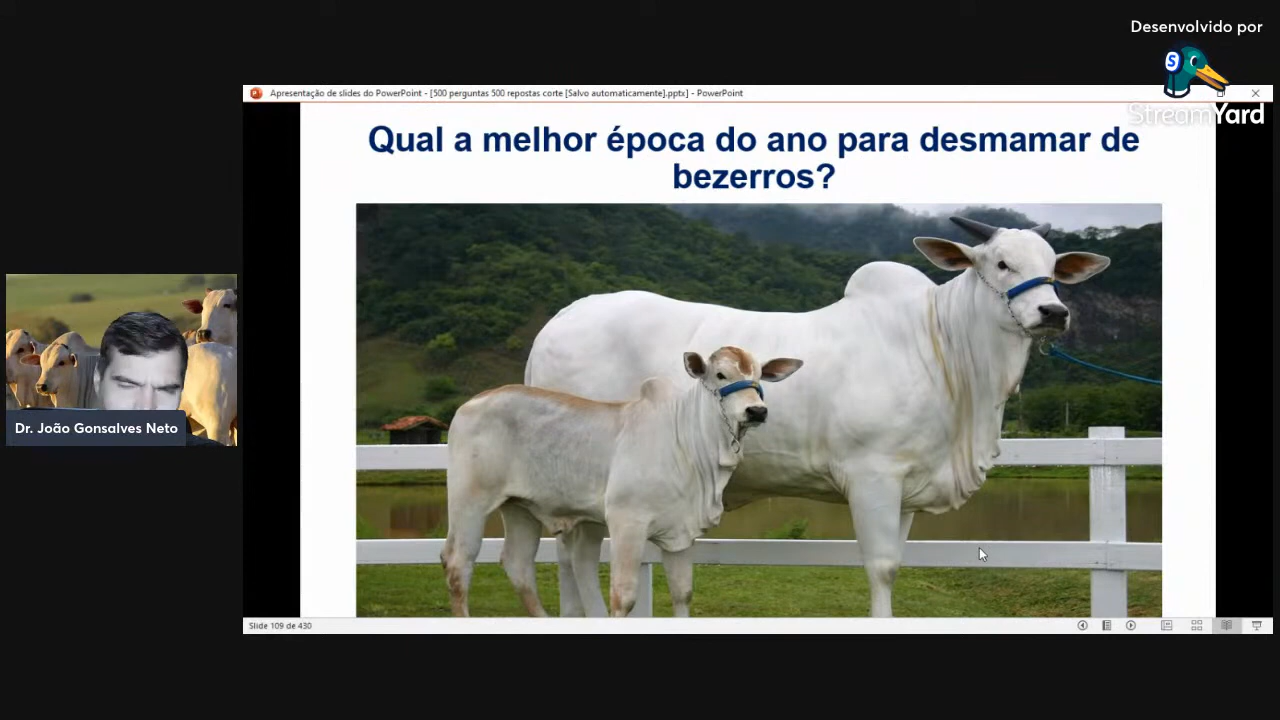 Desenvolvido por
StreamYard
Apresentação de slides do PowerPoint - [500 perguntas 500 repostas corte [Salvo automaticamente].pptx] - PowerPoint
Qual a melhor época do ano para desmamar de
bezerros?
Dr. João Gonsalves Neto
Slide 109 de 430